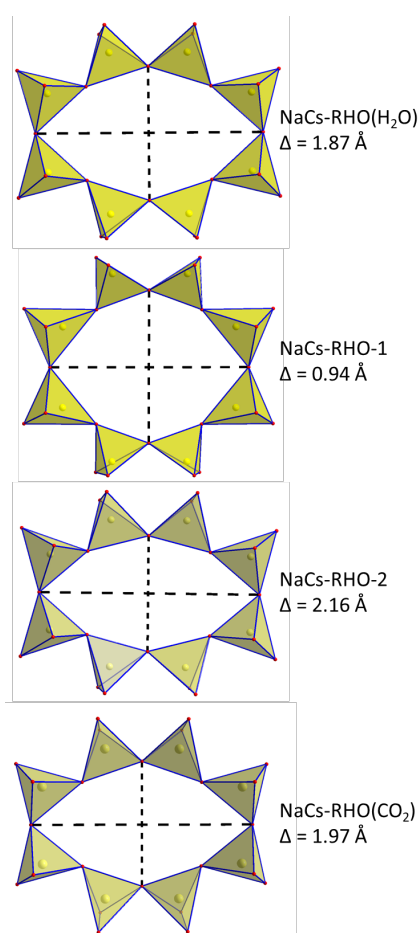 NaCs-RHO(H₂O)
Δ = 1.87 Å
NaCs-RHO-1
Δ = 0.94 Å
NaCs-RHO-2
Δ = 2.16 Å
NaCs-RHO(CO₂)
Δ = 1.97 Å